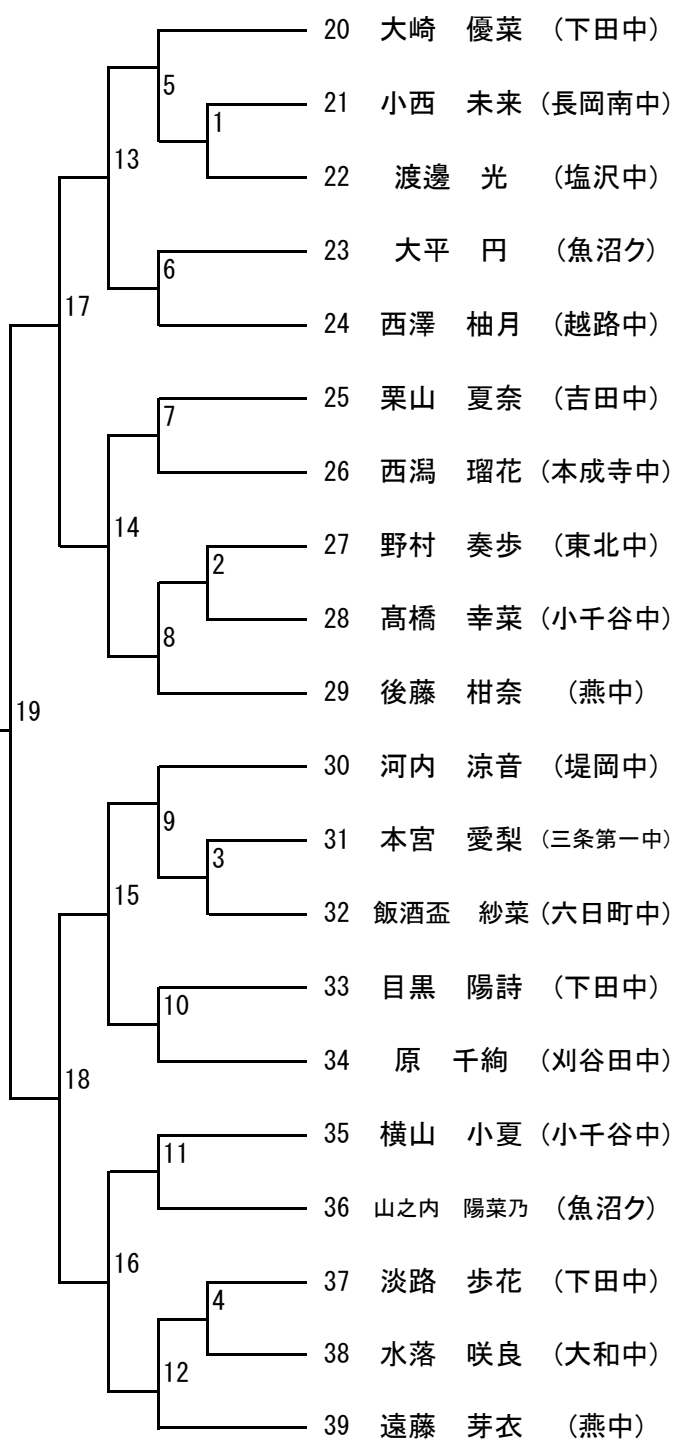 20 大崎 優菜 (下田中)
5
21 小西 未来 (長岡南中)
1
13
22 渡邊 光 (塩沢中)
23 大平 円 (魚沼ク)
6
17
24 西澤 柚月 (越路中)
25 栗山 夏奈 (吉田中)
7
26 西潟 瑠花 (本成寺中)
14
27 野村 奏歩 (東北中)
2
28 髙橋 幸菜 (小千谷中)
8
29 後藤 柑奈 (燕中)
19
30 河内 涼音 (堤岡中)
9
31 本宮 愛梨 (三条第一中)
3
15
32 飯酒盃 紗菜 (六日町中)
33 目黒 陽詩 (下田中)
10
34 原 千絢 (刈谷田中)
18
35 横山 小夏 (小千谷中)
11
36 山之内 陽菜乃 (魚沼ク)
16
37 淡路 歩花 (下田中)
4
38 水落 咲良 (大和中)
12
39 遠藤 芽衣 (燕中)